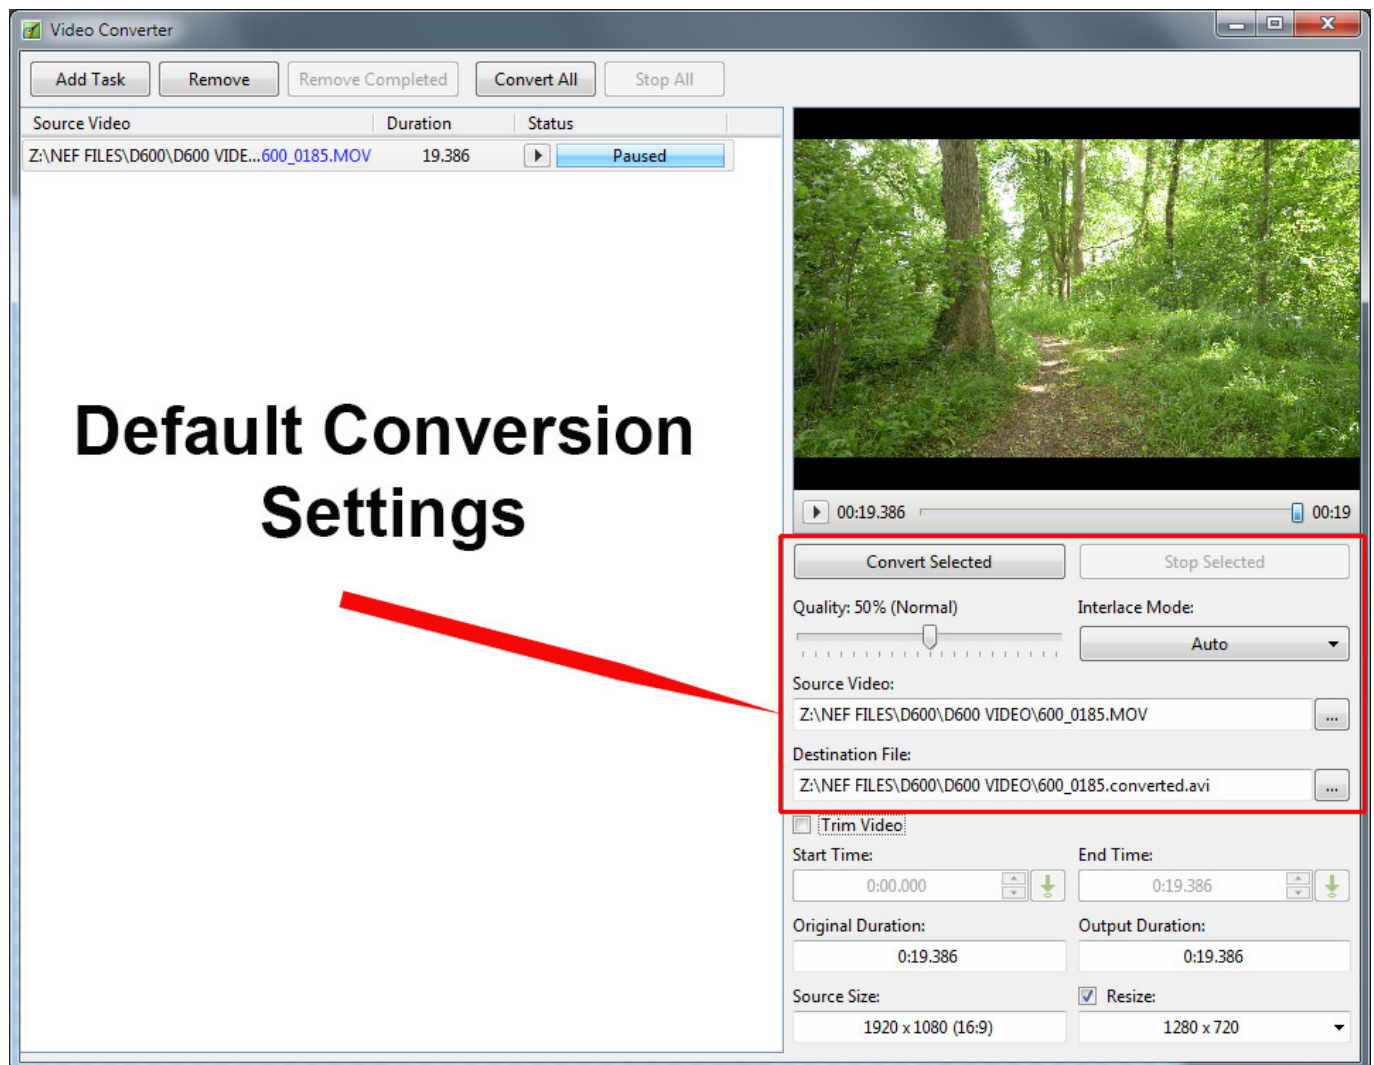 Video Converter
Add Task Remove Remove Completed Convert All Stop All
Source Video Duration Status
Z:\NEF FILES\D600\D600 VIDE...600_0185.MOV 19.386 Paused
Default Conversion
Settings
00:19.386 00:19
Convert Selected Stop Selected
Quality: 50% (Normal) Interlace Mode:
Auto
Source Video:
Z:\NEF FILES\D600\D600 VIDEO\600_0185.MOV ...
Destination File:
Z:\NEF FILES\D600\D600 VIDEO\600_0185.converted.avi ...
Trim Video
Start Time: End Time:
0:00.000 0:19.386
Original Duration: Output Duration:
0:19.386 0:19.386
Source Size: Resize:
1920 x 1080 (16:9) 1280 x 720